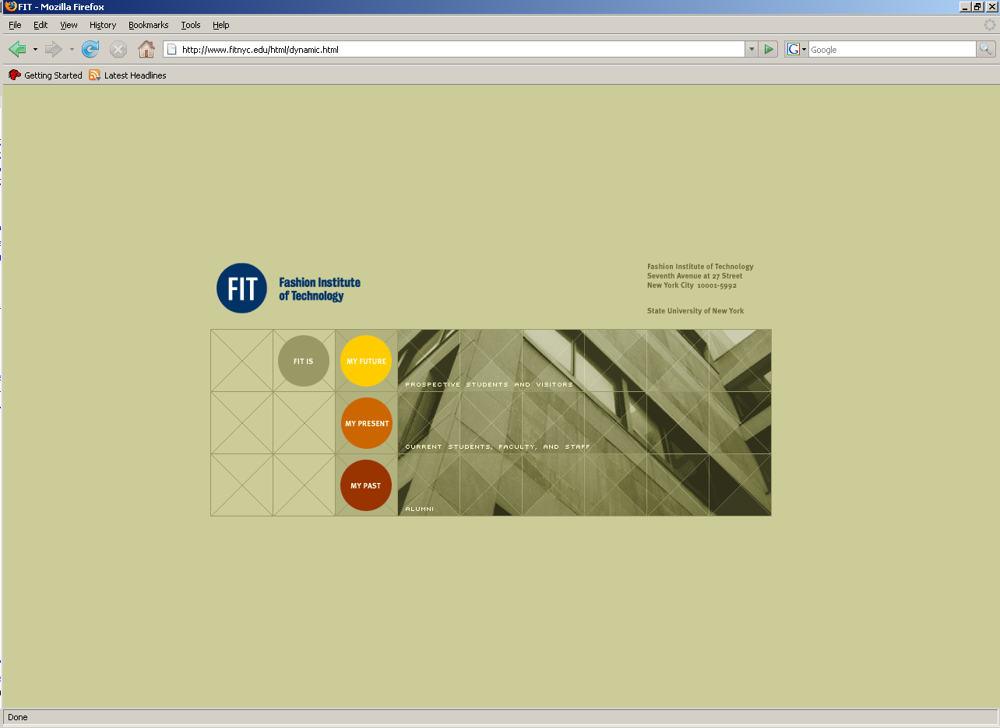 FIT - Mozilla Firefox
File Edit View History Bookmarks Tools Help
http://www.fitnyc.edu/html/dynamic.html
G Google
Getting Started Latest Headlines
FIT
Fashion Institute
of Technology
Fashion Institute of Technology
Seventh Avenue at 27 Street
New York City 10001-5992
State University of New York
FIT IS
MY FUTURE
PROSPECTIVE STUDENTS AND VISITORS
MY PRESENT
CURRENT STUDENTS, FACULTY, AND STAFF
MY PAST
ALUMNI
Done